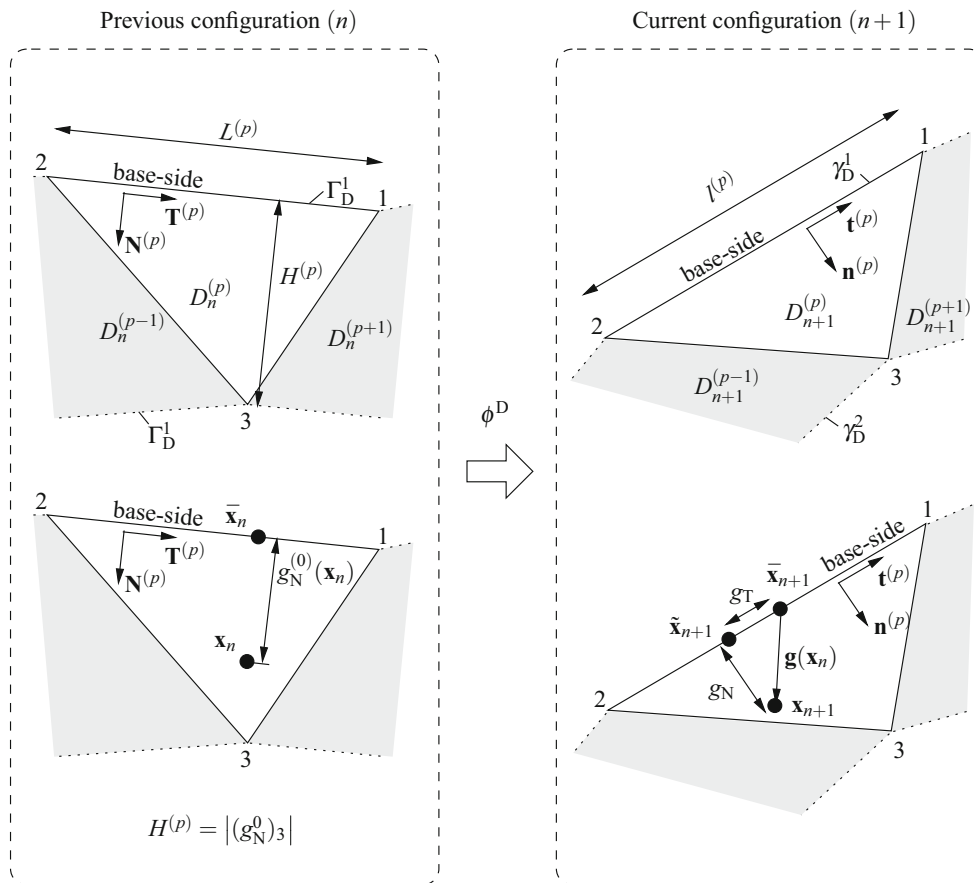 Previous configuration (n)
Current configuration (n+1)
L^(p)
2
base-side
Γ_D^1
1
T^(p)
N^(p)
H^(p)
D_n^(p)
D_n^(p−1)
D_n^(p+1)
3
Γ_D^1
2
base-side
x̄_n
1
T^(p)
N^(p)
g_N^(0)(x_n)
x_n
3
H^(p) = |(g_N^0)_3|
ϕ^D
1
γ_D^1
l^(p)
t^(p)
base-side
n^(p)
2
D_{n+1}^(p)
D_{n+1}^(p+1)
D_{n+1}^(p−1)
3
γ_D^2
1
base-side
x̄_{n+1}
t^(p)
g_T
x̃_{n+1}
n^(p)
g(x_n)
2
g_N
x_{n+1}
3